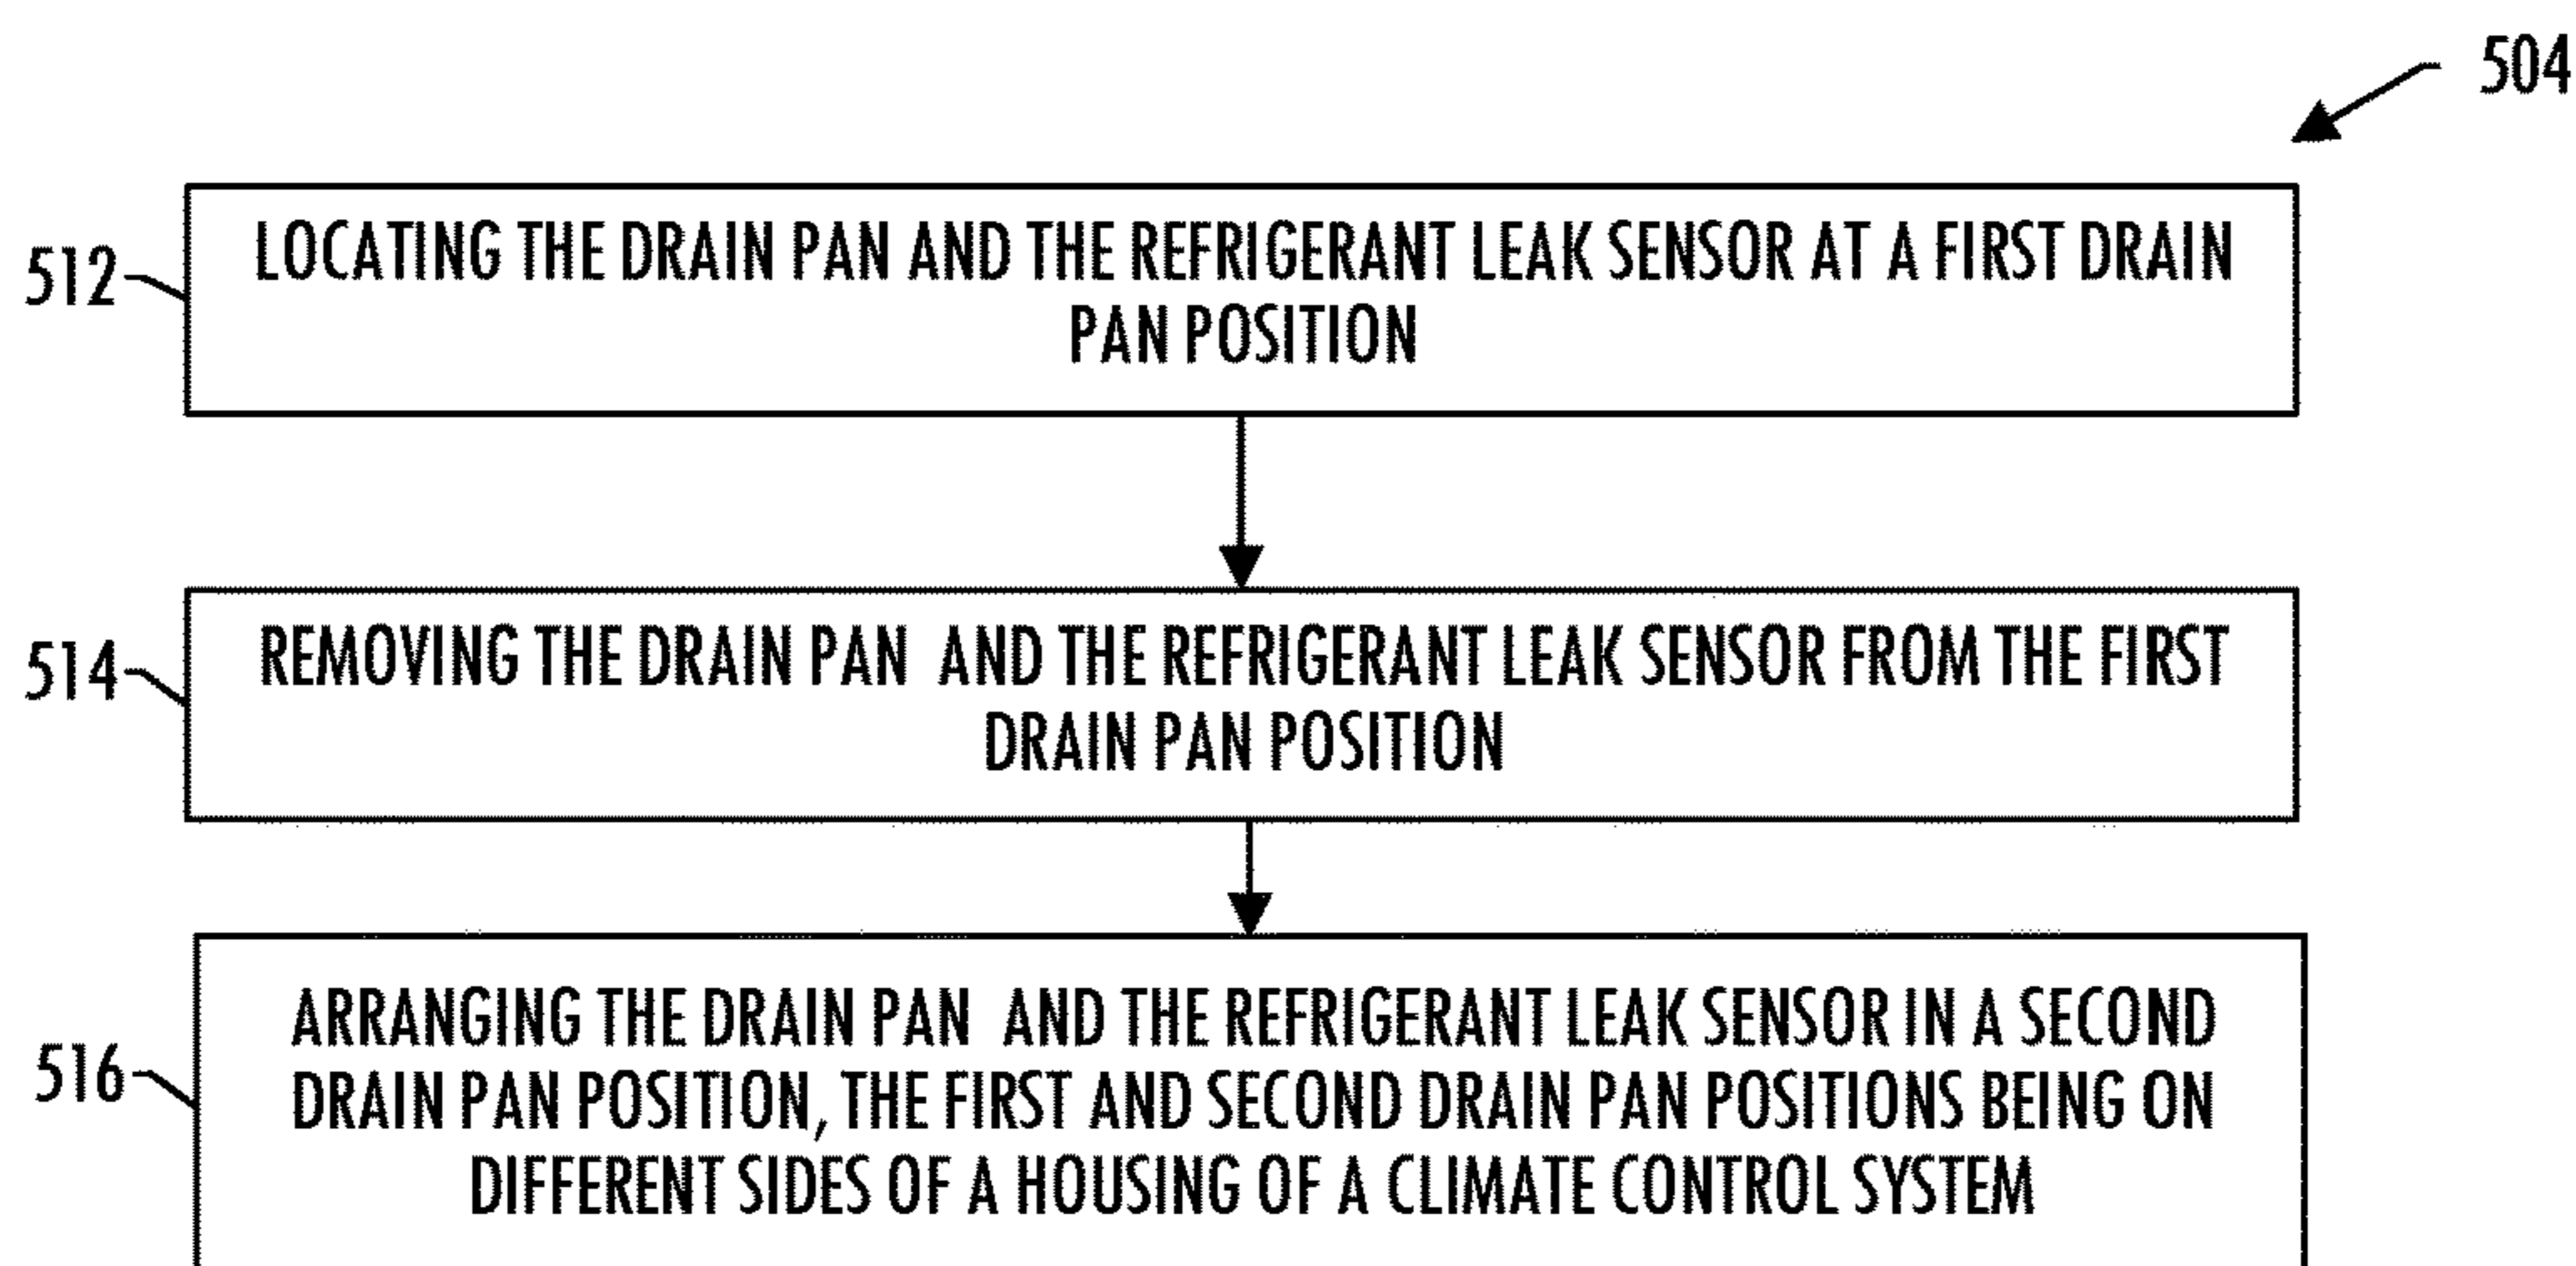 504
512
LOCATING THE DRAIN PAN AND THE REFRIGERANT LEAK SENSOR AT A FIRST DRAIN
PAN POSITION
514
REMOVING THE DRAIN PAN AND THE REFRIGERANT LEAK SENSOR FROM THE FIRST
DRAIN PAN POSITION
516
ARRANGING THE DRAIN PAN AND THE REFRIGERANT LEAK SENSOR IN A SECOND
DRAIN PAN POSITION, THE FIRST AND SECOND DRAIN PAN POSITIONS BEING ON
DIFFERENT SIDES OF A HOUSING OF A CLIMATE CONTROL SYSTEM